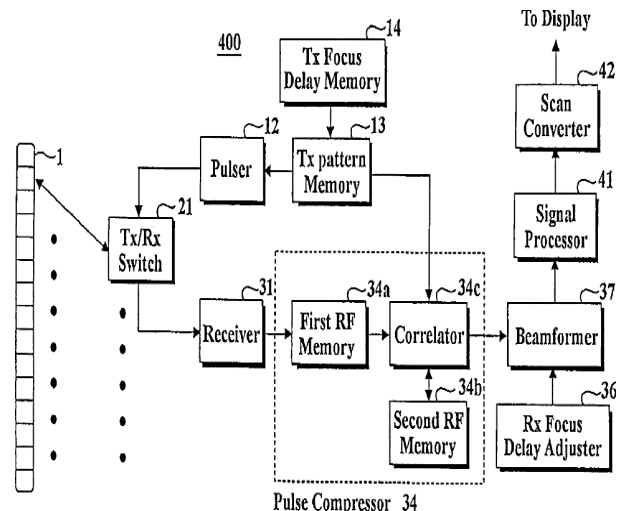 To Display
400
14
Tx Focus
Delay Memory
42
Scan
Converter
12
Pulser
13
Tx pattern
Memory
1
21
Tx/Rx
Switch
41
Signal
Processor
31
Receiver
34a
First RF
Memory
34c
Correlator
37
Beamformer
34b
Second RF
Memory
36
Rx Focus
Delay Adjuster
Pulse Compressor 34